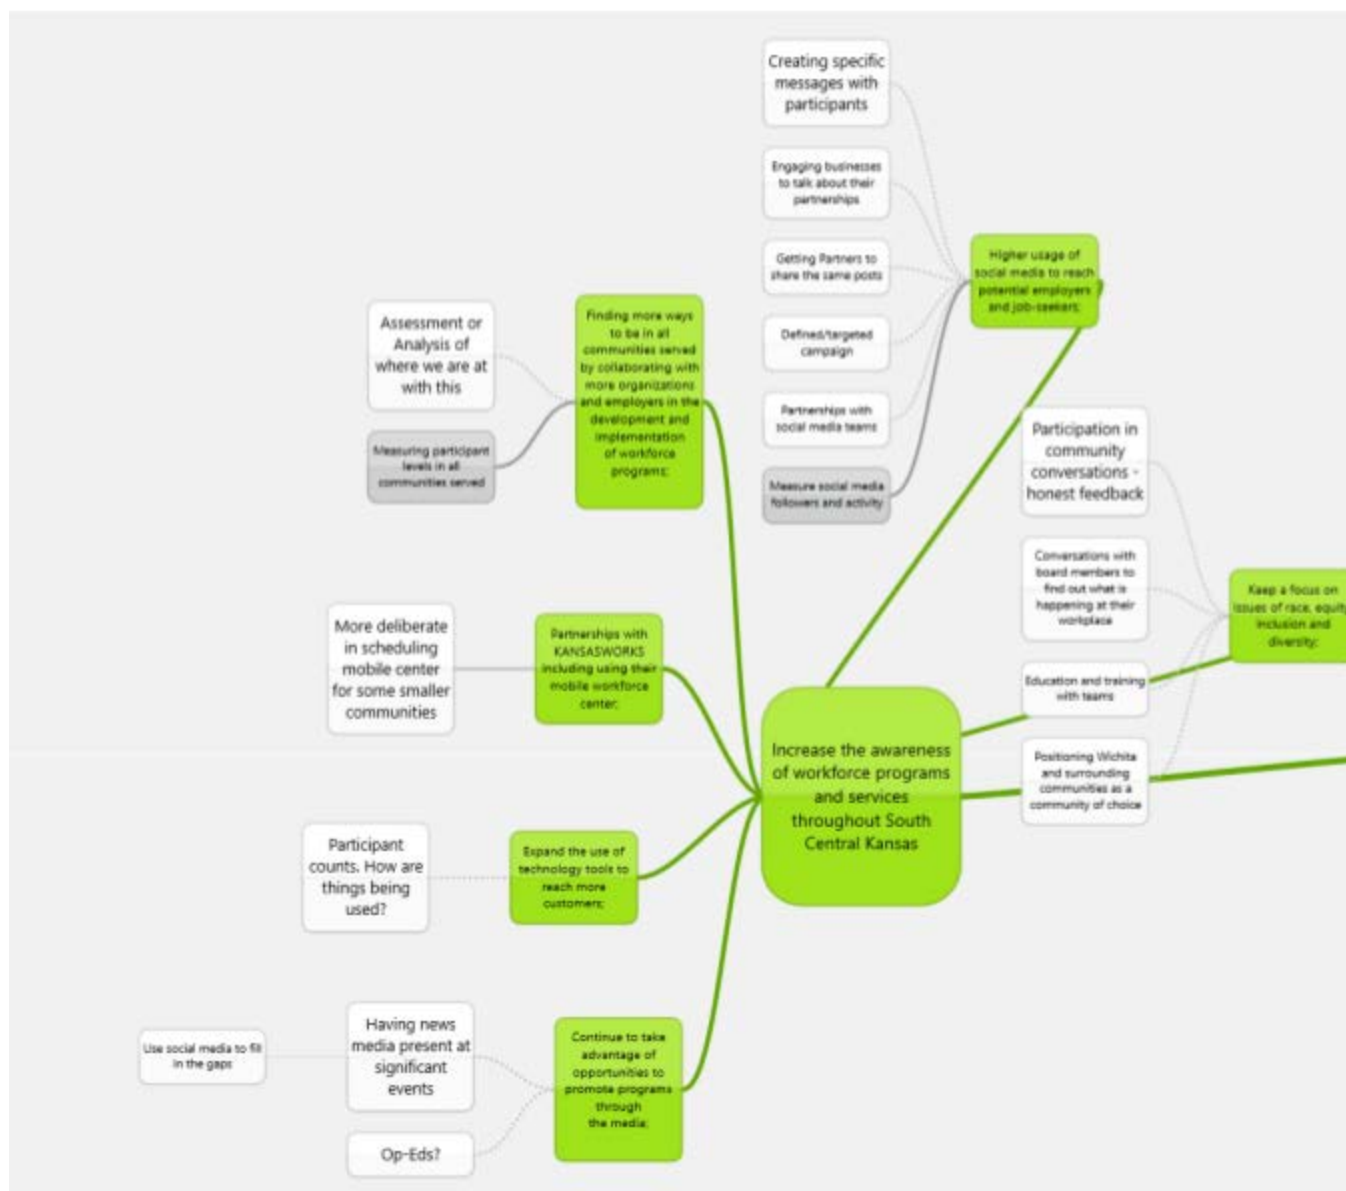 Creating specific
messages with
participants
Engaging businesses
to talk about their
partnerships
Getting Partners to
share the same posts
Defined/targeted
campaign
Partnerships with
social media teams
Measure social media
followers and activity
Higher usage of
social media to reach
potential employers
and job-seekers;
Assessment or
Analysis of
where we are at
with this
Measuring participant
levels in all
communities served
Finding more ways
to be in all
communities served
by collaborating with
more organizations
and employers in the
development and
implementation
of workforce
programs;
Participation in
community
conversations -
honest feedback
Conversations with
board members to
find out what is
happening at their
workplace
Education and training
with teams
Positioning Wichita
and surrounding
communities as a
community of choice
Keep a focus on
issues of race, equity,
inclusion and
diversity;
More deliberate
in scheduling
mobile center
for some smaller
communities
Partnerships with
KANSASWORKS
including using their
mobile workforce
center;
Increase the awareness
of workforce programs
and services
throughout South
Central Kansas
Participant
counts. How are
things being
used?
Expand the use of
technology tools to
reach more
customers;
Use social media to fill
in the gaps
Having news
media present at
significant
events
Op-Eds?
Continue to take
advantage of
opportunities to
promote programs
through
the media;